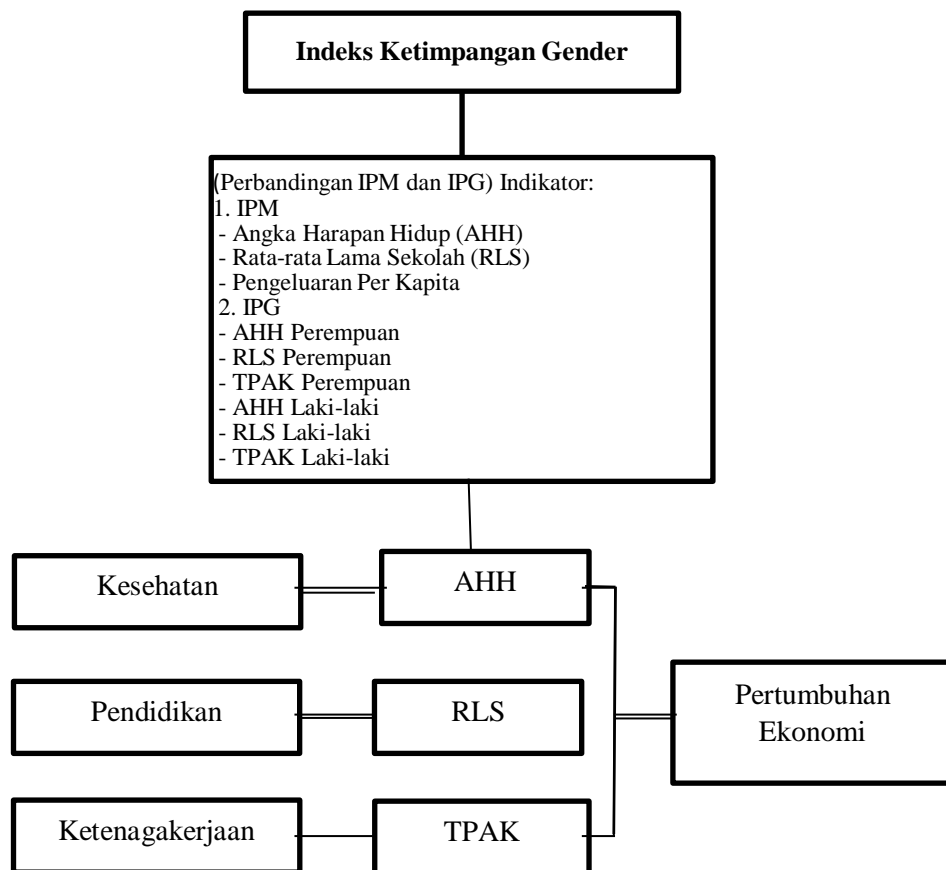 Indeks Ketimpangan Gender
(Perbandingan IPM dan IPG) Indikator:
1. IPM
- Angka Harapan Hidup (AHH)
- Rata-rata Lama Sekolah (RLS)
- Pengeluaran Per Kapita
2. IPG
- AHH Perempuan
- RLS Perempuan
- TPAK Perempuan
- AHH Laki-laki
- RLS Laki-laki
- TPAK Laki-laki
Kesehatan
AHH
Pendidikan
RLS
Ketenagakerjaan
TPAK
Pertumbuhan
Ekonomi